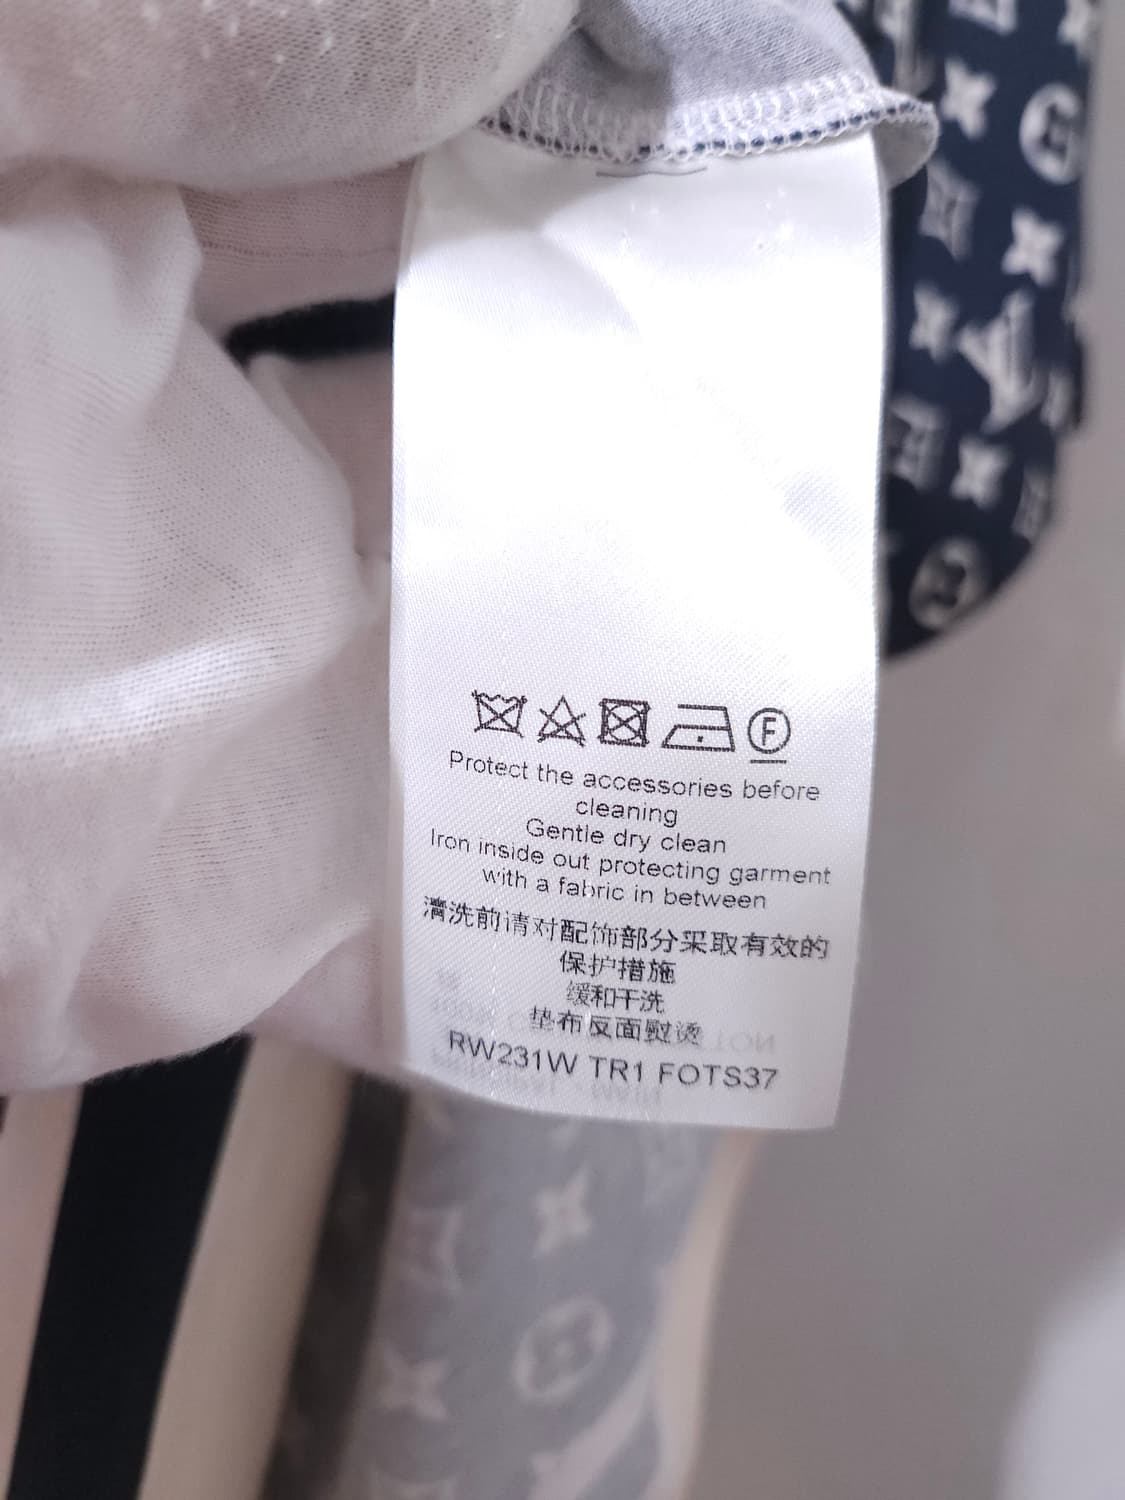 F
Protect the accessories before
cleaning
Gentle dry clean
Iron inside out protecting garment
with a fabric in between
清洗前请对配饰部分采取有效的
保护措施
缓和干洗
垫布反面熨烫
RW231W TR1 FOTS37